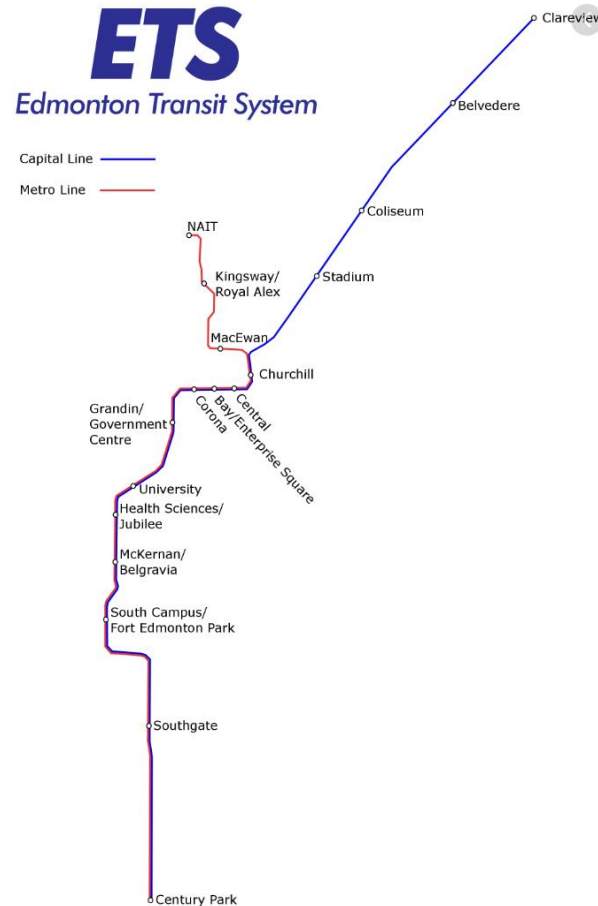 ETS
Edmonton Transit System
Clareview
Belvedere
Capital Line
Metro Line
Coliseum
NAIT
Kingsway/
Royal Alex
Stadium
MacEwan
Churchill
Central
Bay/Enterprise Square
Corona
Grandin/
Government
Centre
University
Health Sciences/
Jubilee
McKernan/
Belgravia
South Campus/
Fort Edmonton Park
Southgate
Century Park